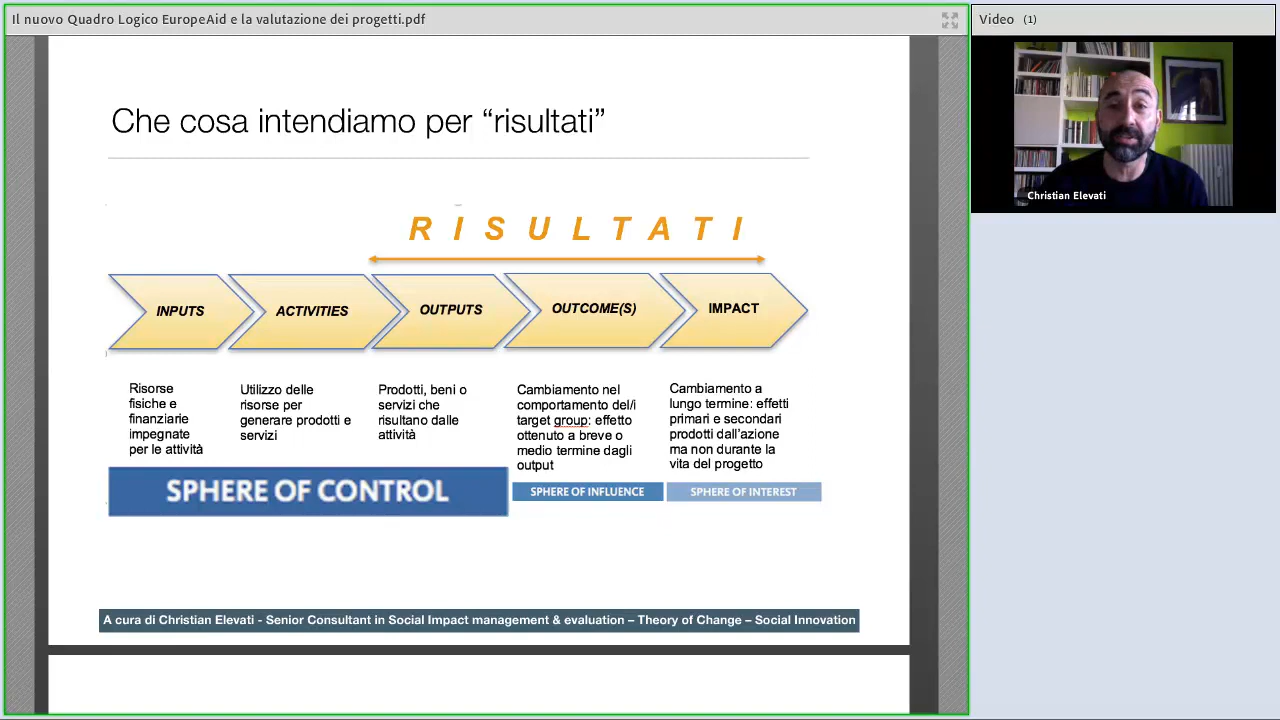 Il nuovo Quadro Logico EuropeAid e la valutazione dei progetti.pdf
Video (1)
Christian Elevati
Che cosa intendiamo per “risultati”
RISULTATI
INPUTS
ACTIVITIES
OUTPUTS
OUTCOME(S)
IMPACT
Risorse
fisiche e
finanziarie
impegnate
per le attività
Utilizzo delle
risorse per
generare prodotti e
servizi
Prodotti, beni o
servizi che
risultano dalle
attività
Cambiamento nel
comportamento del/i
target group: effetto
ottenuto a breve o
medio termine dagli
output
Cambiamento a
lungo termine: effetti
primari e secondari
prodotti dall’azione
ma non durante la
vita del progetto
SPHERE OF CONTROL
SPHERE OF INFLUENCE
SPHERE OF INTEREST
A cura di Christian Elevati - Senior Consultant in Social Impact management & evaluation – Theory of Change – Social Innovation